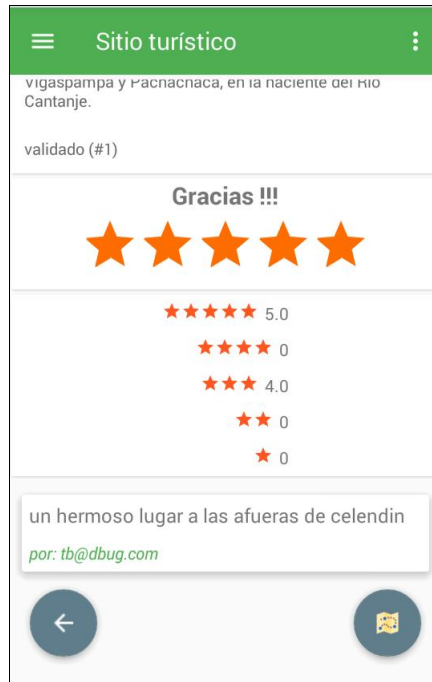 Sitio turístico
Vigaspampa y Pachachaca, en la naciente del Río
Cantanje.
validado (#1)
Gracias !!!
5.0
0
4.0
0
0
un hermoso lugar a las afueras de celendin
por: tb@dbug.com